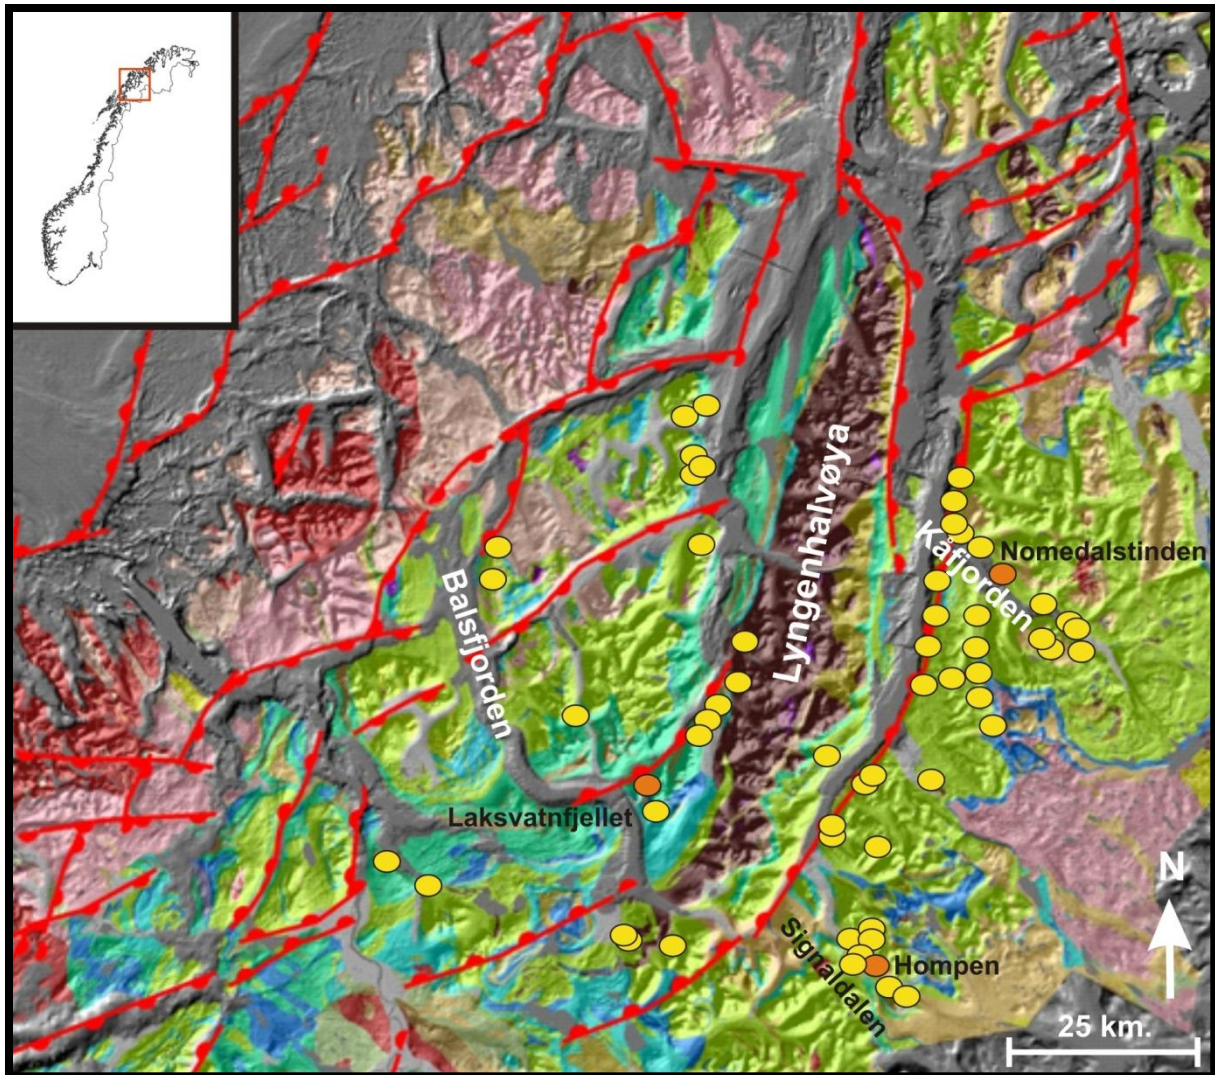 Lyngenhalvøya
Nomedalstinden
Kåfjorden
Balsfjorden
Laksvatnfjellet
N
Signaldalen
Hompen
25 km.